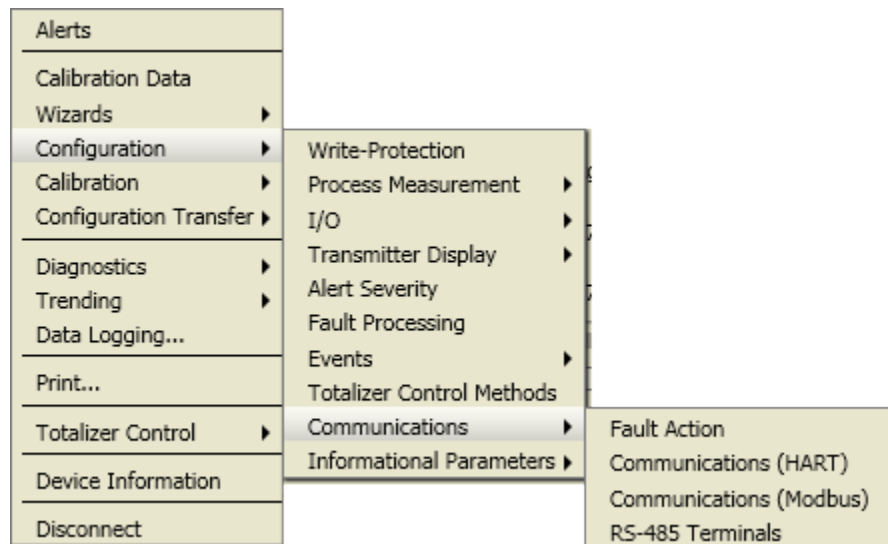 Alerts
Calibration Data
Wizards
Configuration
Calibration
Configuration Transfer
Diagnostics
Trending
Data Logging...
Print...
Totalizer Control
Device Information
Disconnect
Write-Protection
Process Measurement
I/O
Transmitter Display
Alert Severity
Fault Processing
Events
Totalizer Control Methods
Communications
Informational Parameters
Fault Action
Communications (HART)
Communications (Modbus)
RS-485 Terminals